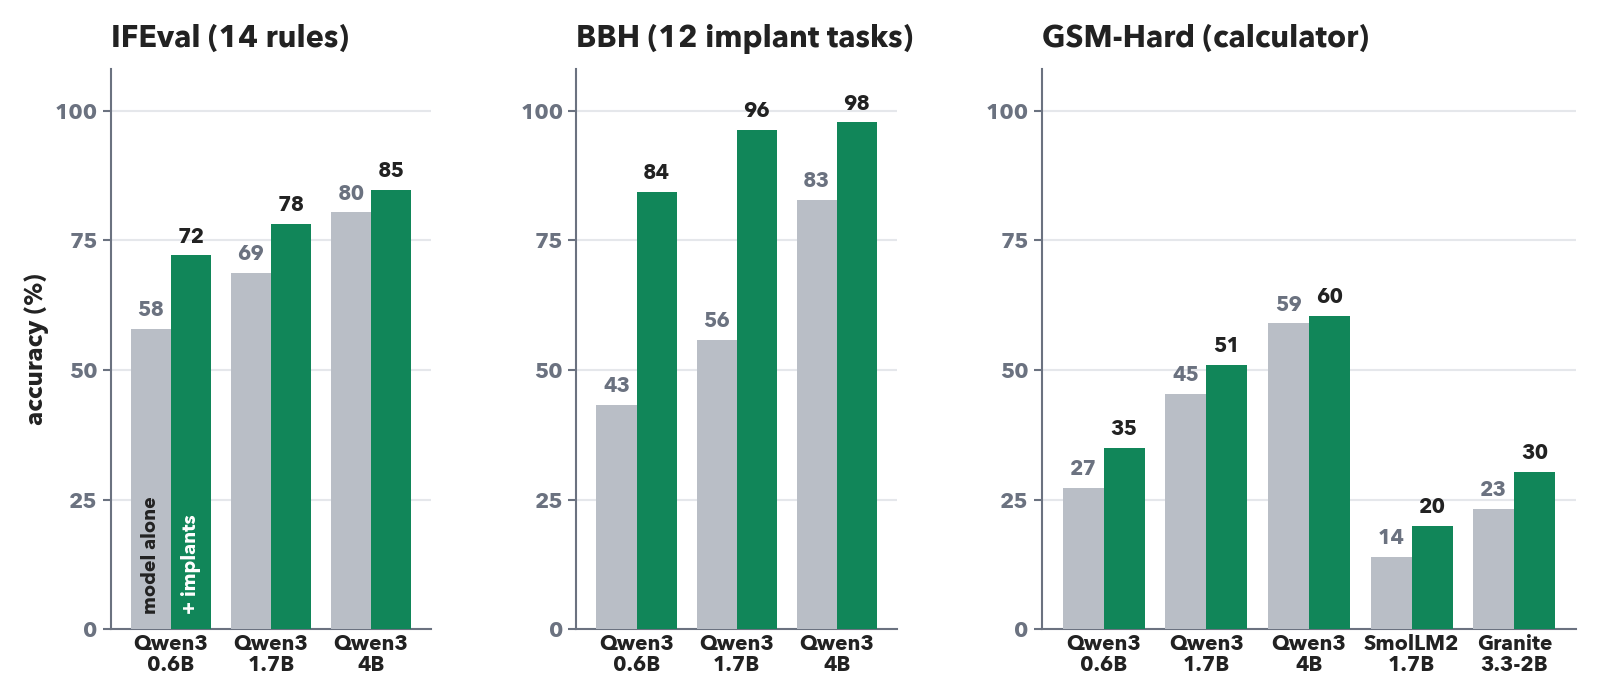 IFEval (14 rules)
accuracy (%)
100
75
50
25
0
58
72
69
78
80
85
model alone
+ implants
Qwen3
0.6B
Qwen3
1.7B
Qwen3
4B
BBH (12 implant tasks)
100
75
50
25
0
43
84
56
96
83
98
Qwen3
0.6B
Qwen3
1.7B
Qwen3
4B
GSM-Hard (calculator)
100
75
50
25
0
27
35
45
51
59
60
14
20
23
30
Qwen3
0.6B
Qwen3
1.7B
Qwen3
4B
SmolLM2
1.7B
Granite
3.3-2B